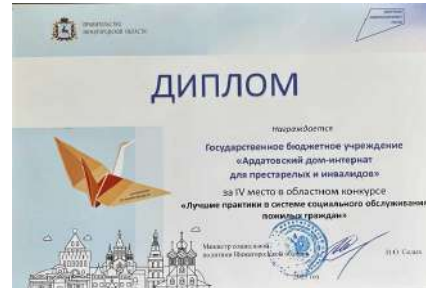 ПРАВИТЕЛЬСТВО
НИЖЕГОРОДСКОЙ ОБЛАСТИ
ДИПЛОМ
Награждается
Государственное бюджетное учреждение
«Ардатовский дом-интернат
для престарелых и инвалидов»
за IV место в областном конкурсе
«Лучшие практики в системе социального обслуживания
пожилых граждан»
Министр социальной
политики Нижегородской области